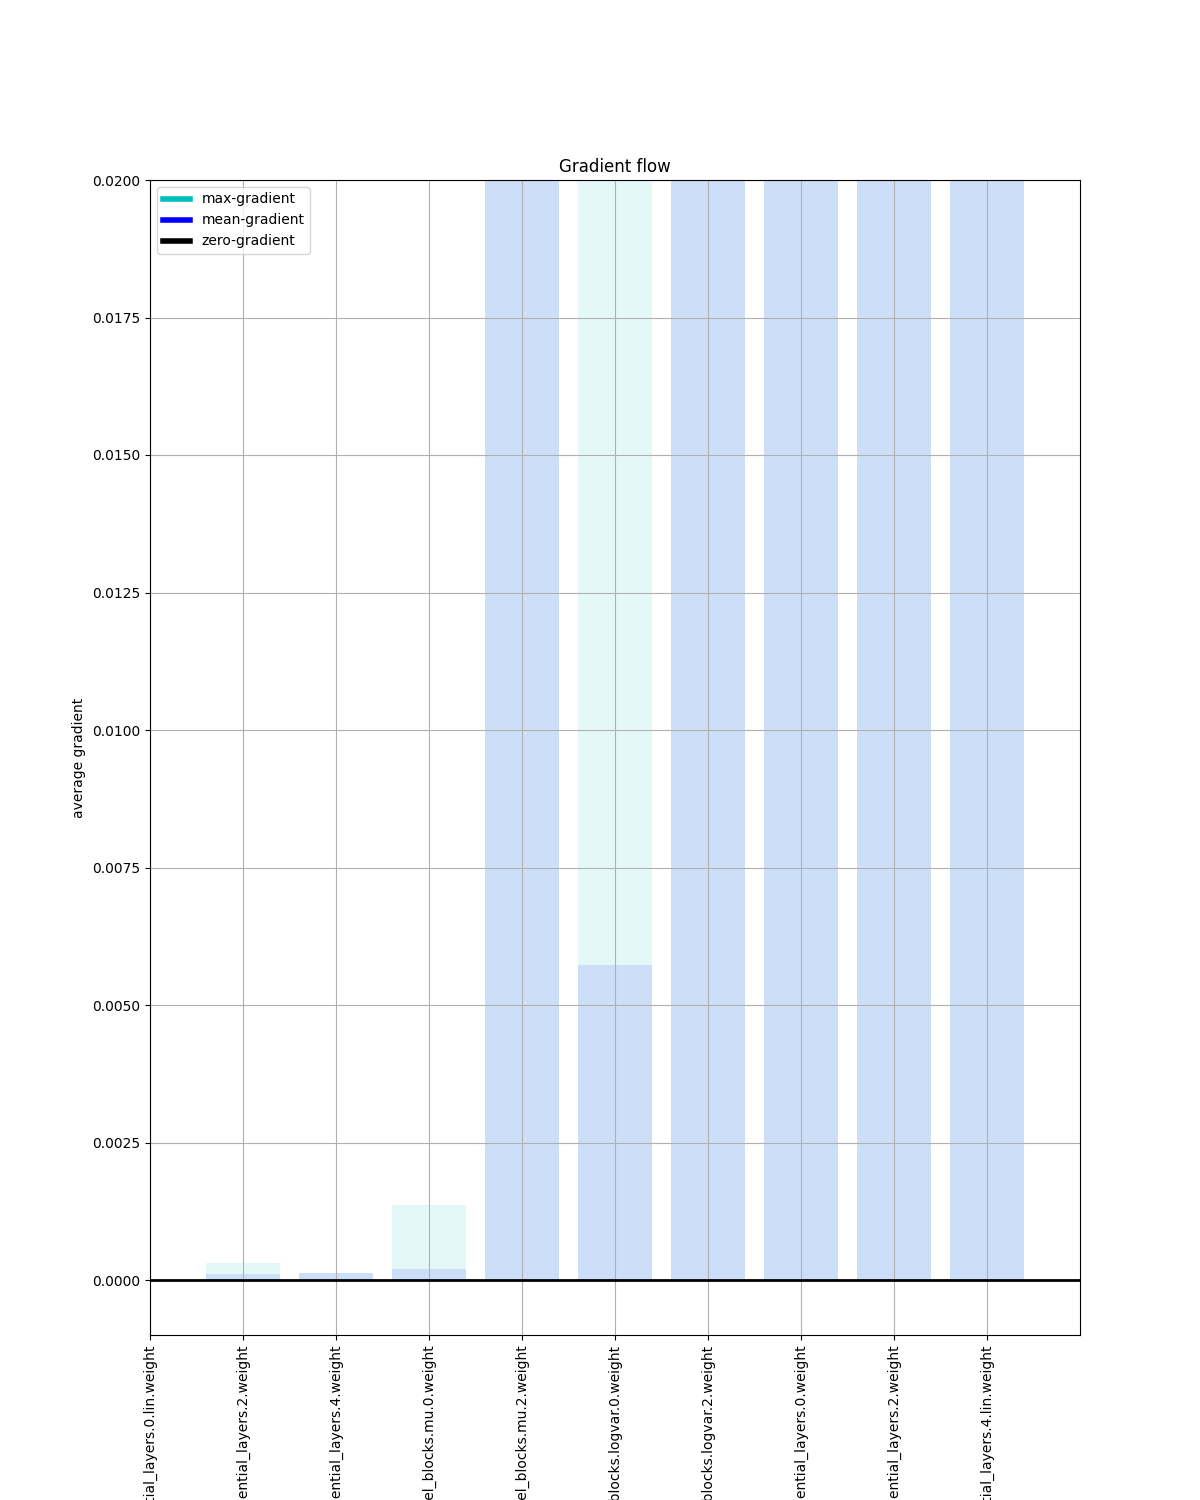 Gradient flow
max-gradient
mean-gradient
zero-gradient
0.0200
0.0175
0.0150
0.0125
0.0100
0.0075
0.0050
0.0025
0.0000
average gradient
tial_layers.0.lin.weight
ential_layers.2.weight
ential_layers.4.weight
el_blocks.mu.0.weight
el_blocks.mu.2.weight
blocks.logvar.0.weight
blocks.logvar.2.weight
ential_layers.0.weight
ential_layers.2.weight
tial_layers.4.lin.weight